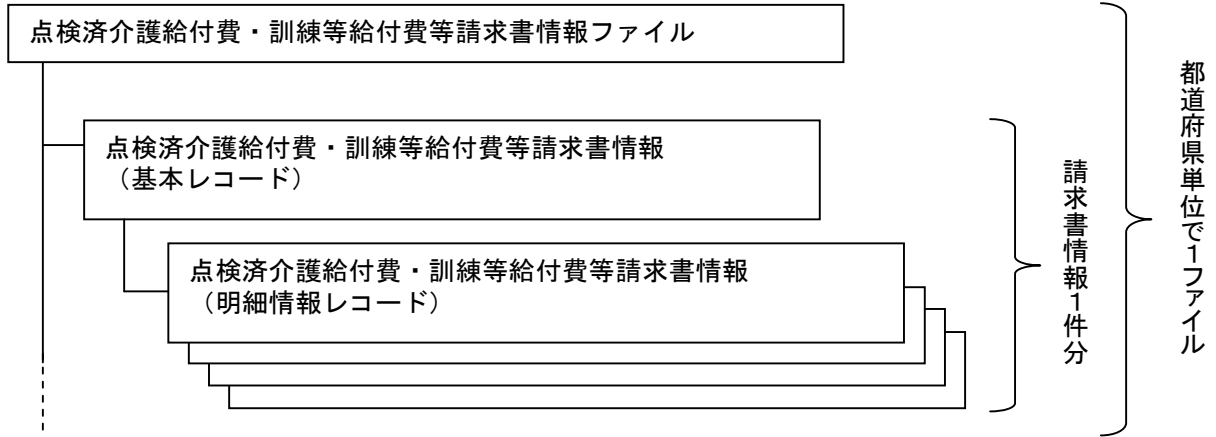 点検済介護給付費・訓練等給付費等請求書情報ファイル
点検済介護給付費・訓練等給付費等請求書情報
（基本レコード）
点検済介護給付費・訓練等給付費等請求書情報
（明細情報レコード）
請求書情報１件分
都道府県単位で１ファイル